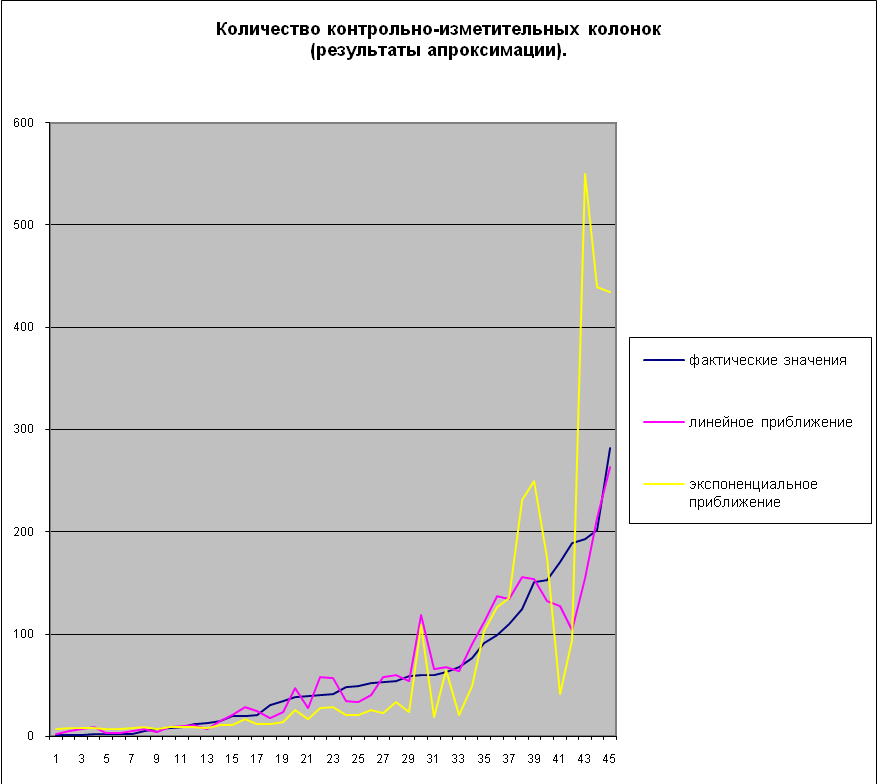 Количество контрольно-изметительных колонок
(результаты апроксимации).
600
500
400
300
200
100
0
1 3 5 7 9 11 13 15 17 19 21 23 25 27 29 31 33 35 37 39 41 43 45
фактические значения
линейное приближение
экспоненциальное
приближение